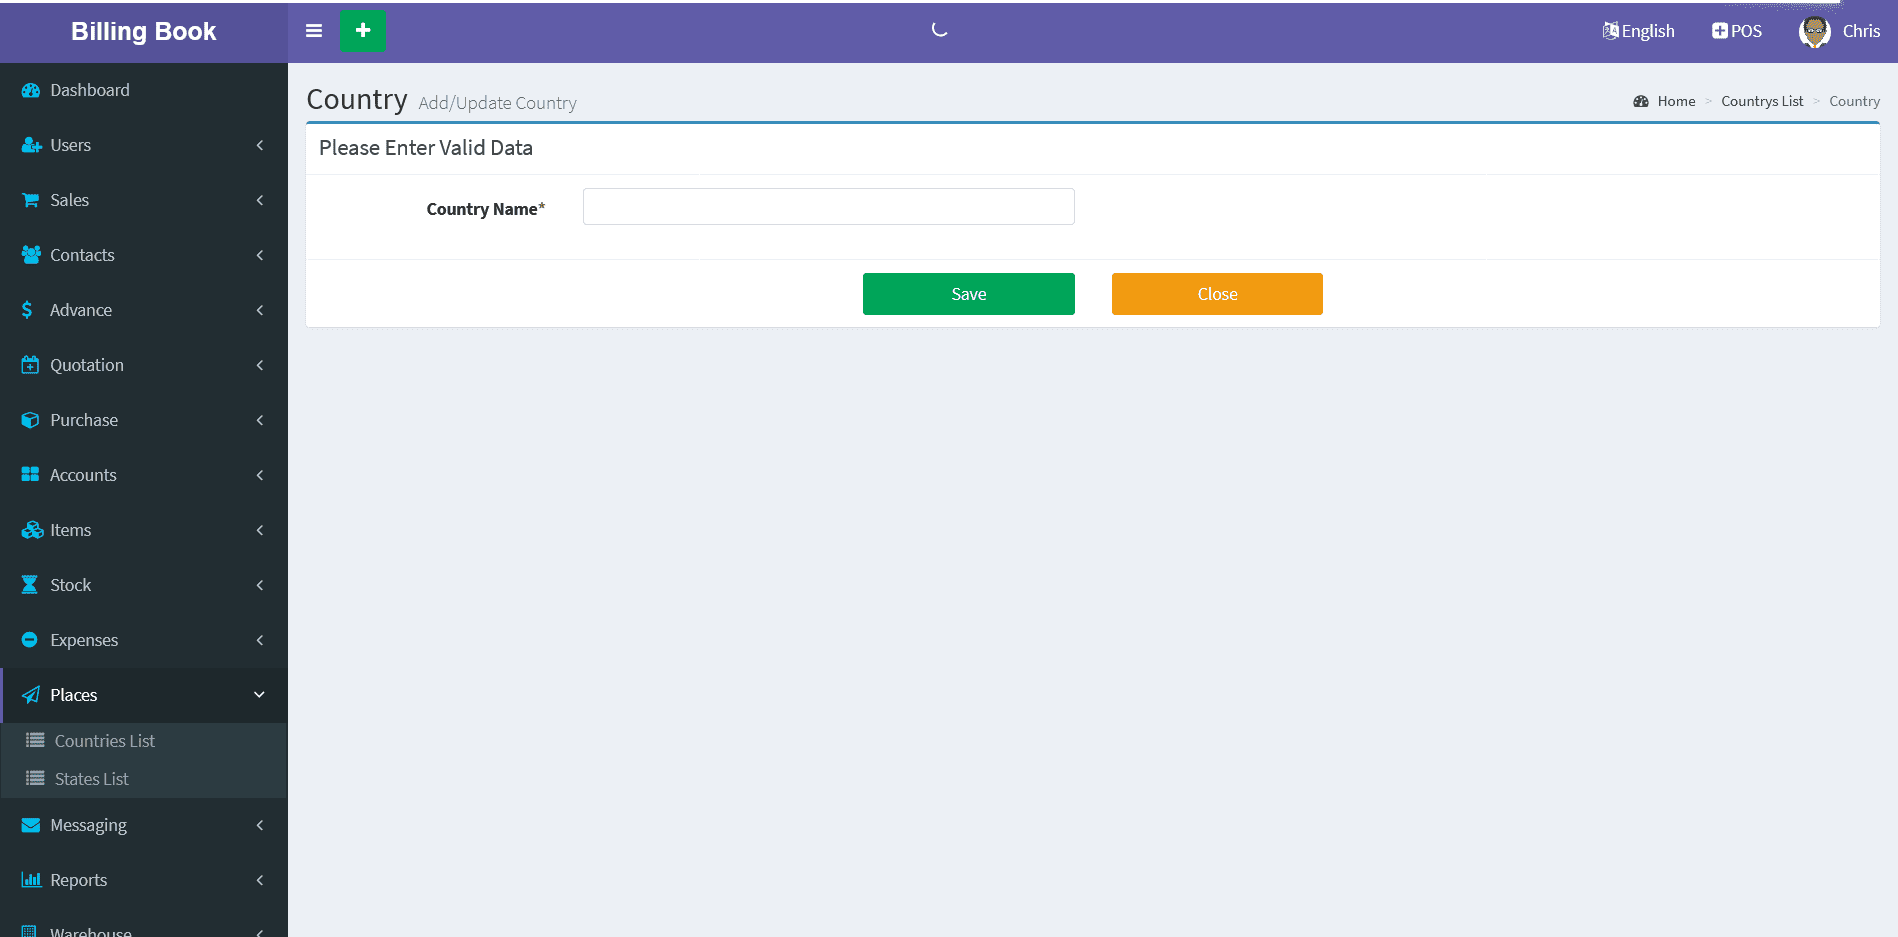 Billing Book
English
POS
Chris
Dashboard
Users
Sales
Contacts
Advance
Quotation
Purchase
Accounts
Items
Stock
Expenses
Places
Countries List
States List
Messaging
Reports
Warehouse
Country Add/Update Country
Home > Countrys List > Country
Please Enter Valid Data
Country Name*
Save
Close